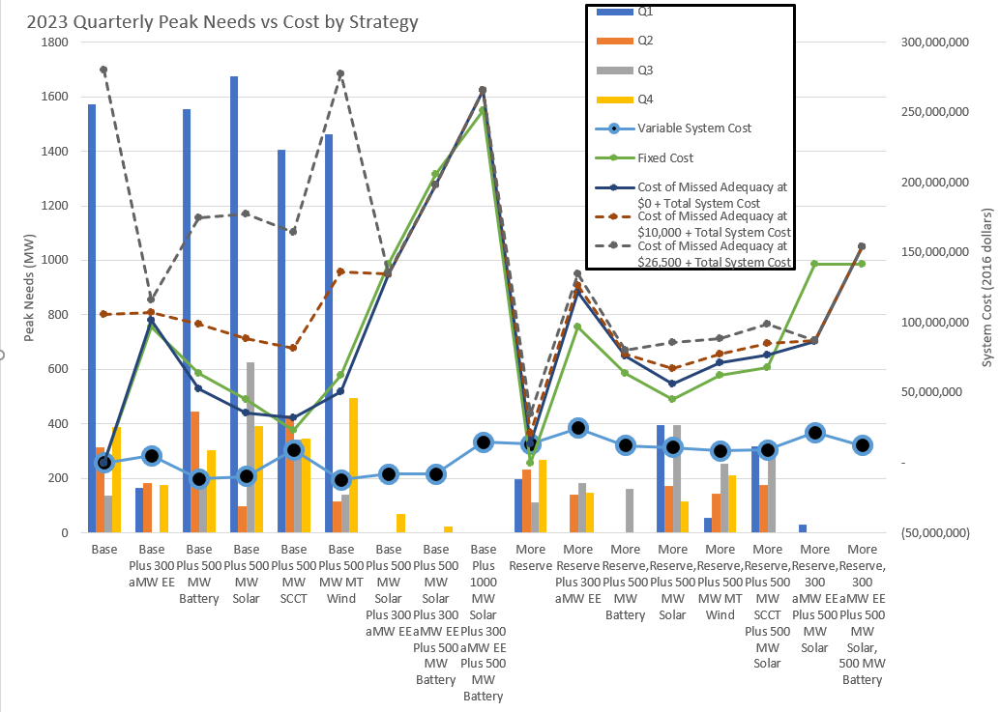 2023 Quarterly Peak Needs vs Cost by Strategy
Q1
Q2
Q3
Q4
Variable System Cost
Fixed Cost
Cost of Missed Adequacy at
$0 + Total System Cost
Cost of Missed Adequacy at
$10,000 + Total System Cost
Cost of Missed Adequacy at
$26,500 + Total System Cost
Peak Needs (MW)
1800
1600
1400
1200
1000
800
600
400
200
0
300,000,000
250,000,000
200,000,000
150,000,000
100,000,000
50,000,000
-
(50,000,000)
System Cost (2016 dollars)
Base
Base
Plus 300
aMW EE
Base
Plus 500
MW
Battery
Base
Plus 500
MW
Solar
Base
Plus 500
MW
SCCT
Base
Plus 500
MW MT
Wind
Base
Plus 500
MW
Solar
Plus 300
aMW EE
Base
Plus 500
MW
Solar
Plus 300
aMW EE
Plus 500
MW
Battery
Base
Plus
1000
MW
Solar
Plus 300
aMW EE
Plus 500
MW
Battery
More
Reserve
More
Reserve,
Plus 300
aMW EE
More
Reserve,
Plus 500
MW
Battery
More
Reserve,
Plus 500
MW
Solar
More
Reserve,
Plus 500
MW MT
Wind
More
Reserve,
Plus 500
MW
SCCT
Plus 500
MW
Solar
More
Reserve,
300
aMW EE
Plus 500
MW
Solar
More
Reserve,
300
aMW EE
Plus 500
MW
Solar,
500 MW
Battery